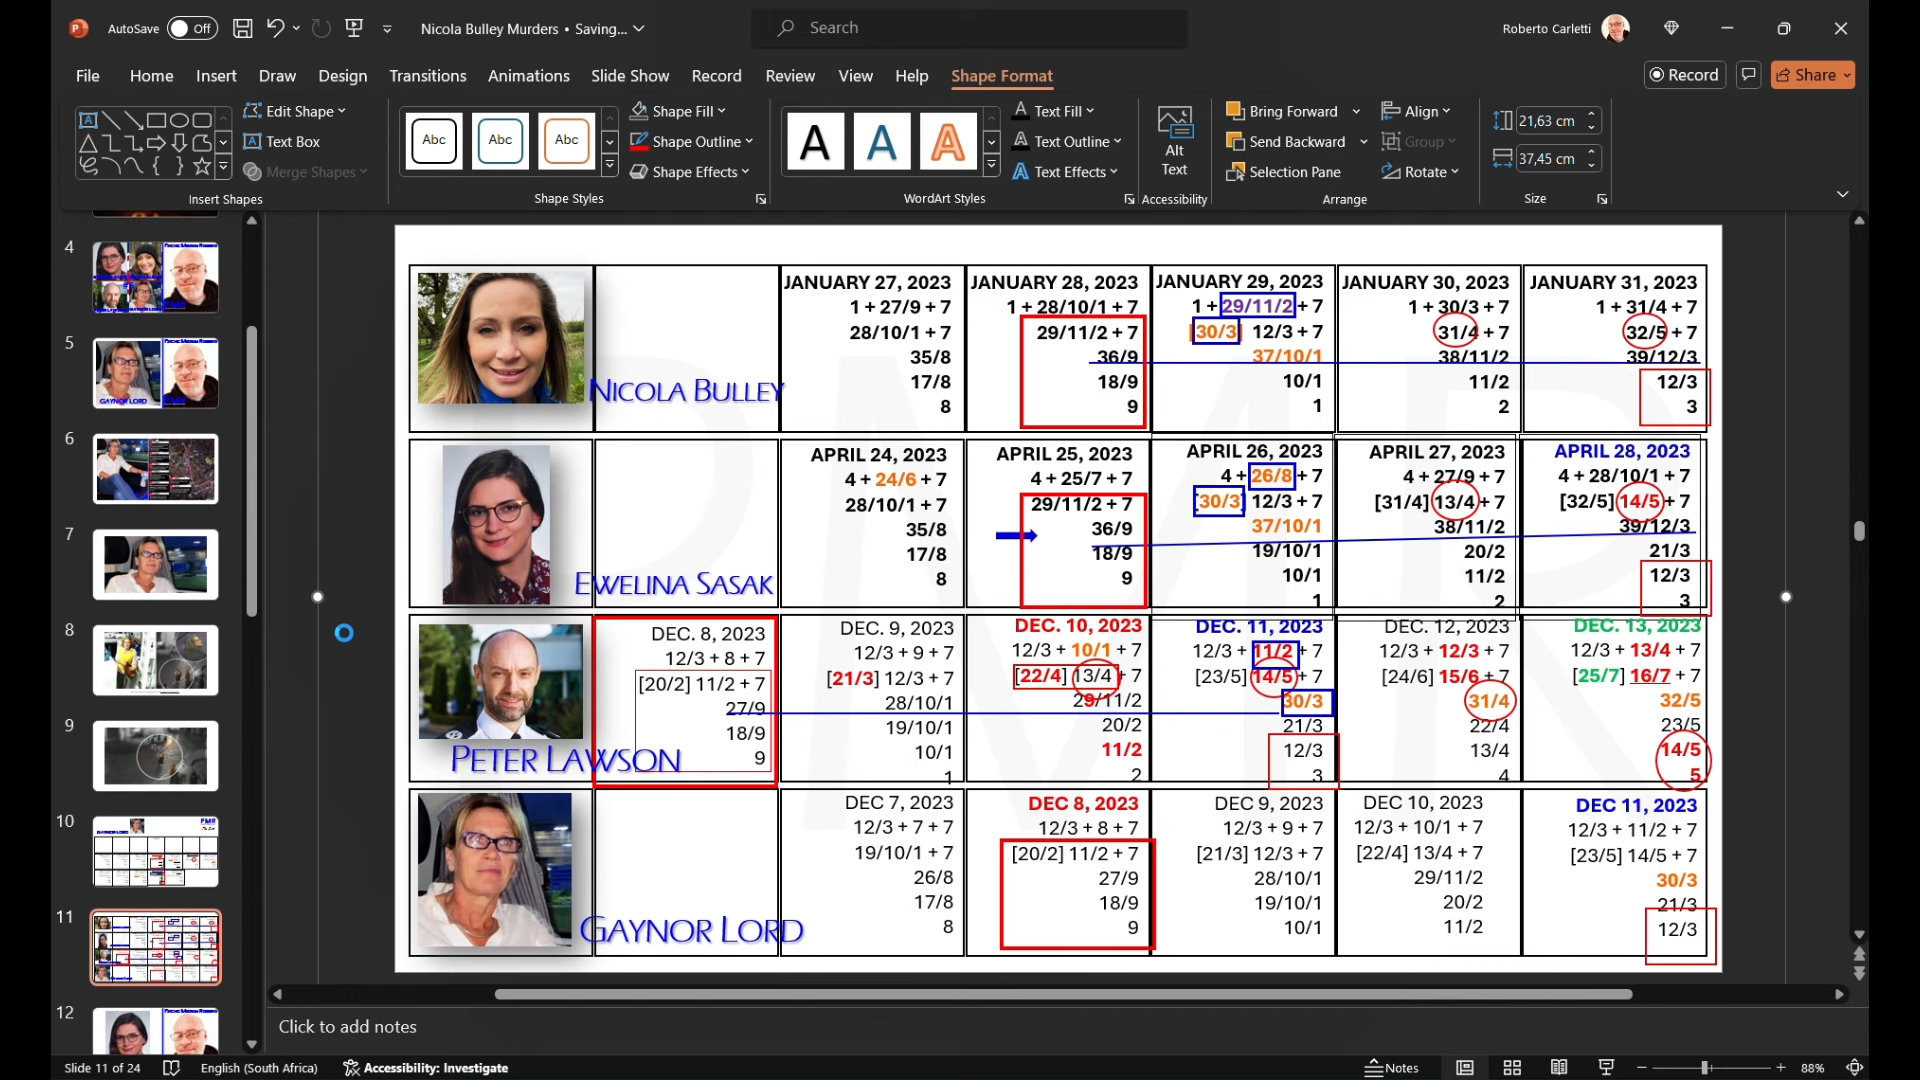 AutoSave Off Nicola Bulley Murders • Saving... Search Roberto Carletti
File Home Insert Draw Design Transitions Animations Slide Show Record Review View Help Shape Format Record Share
Edit Shape
Text Box
Merge Shapes
Insert Shapes
Abc Abc Abc
Shape Fill
Shape Outline
Shape Effects
Shape Styles
A A A
Text Fill
Text Outline
Text Effects
WordArt Styles
Alt Text
Accessibility
Bring Forward
Send Backward
Selection Pane
Align
Group
Rotate
Arrange
21,63 cm
37,45 cm
Size
4
5
GAYNOR LORD
6
7
8
9
10
11
12
NICOLA BULLEY
JANUARY 27, 2023
1 + 27/9 + 7
28/10/1 + 7
35/8
17/8
8
JANUARY 28, 2023
1 + 28/10/1 + 7
29/11/2 + 7
36/9
18/9
9
JANUARY 29, 2023
1 + 29/11/2 + 7
[30/3] 12/3 + 7
37/10/1
10/1
1
JANUARY 30, 2023
1 + 30/3 + 7
31/4 + 7
38/11/2
11/2
2
JANUARY 31, 2023
1 + 31/4 + 7
32/5 + 7
39/12/3
12/3
3
EWELINA SASAK
APRIL 24, 2023
4 + 24/6 + 7
28/10/1 + 7
35/8
17/8
8
APRIL 25, 2023
4 + 25/7 + 7
29/11/2 + 7
36/9
18/9
9
APRIL 26, 2023
4 + 26/8 + 7
[30/3] 12/3 + 7
37/10/1
19/10/1
10/1
1
APRIL 27, 2023
4 + 27/9 + 7
[31/4] 13/4 + 7
38/11/2
20/2
11/2
2
APRIL 28, 2023
4 + 28/10/1 + 7
[32/5] 14/5 + 7
39/12/3
21/3
12/3
3
PETER LAWSON
DEC. 8, 2023
12/3 + 8 + 7
[20/2] 11/2 + 7
27/9
18/9
9
DEC. 9, 2023
12/3 + 9 + 7
[21/3] 12/3 + 7
28/10/1
19/10/1
10/1
1
DEC. 10, 2023
12/3 + 10/1 + 7
[22/4] 13/4 + 7
29/11/2
20/2
11/2
2
DEC. 11, 2023
12/3 + 11/2 + 7
[23/5] 14/5 + 7
30/3
21/3
12/3
3
DEC. 12, 2023
12/3 + 12/3 + 7
[24/6] 15/6 + 7
31/4
22/4
13/4
4
DEC. 13, 2023
12/3 + 13/4 + 7
[25/7] 16/7 + 7
32/5
23/5
14/5
5
GAYNOR LORD
DEC 7, 2023
12/3 + 7 + 7
19/10/1 + 7
26/8
17/8
8
DEC 8, 2023
12/3 + 8 + 7
[20/2] 11/2 + 7
27/9
18/9
9
DEC 9, 2023
12/3 + 9 + 7
[21/3] 12/3 + 7
28/10/1
19/10/1
10/1
DEC 10, 2023
12/3 + 10/1 + 7
[22/4] 13/4 + 7
29/11/2
20/2
11/2
DEC 11, 2023
12/3 + 11/2 + 7
[23/5] 14/5 + 7
30/3
21/3
12/3
PMR
Click to add notes
Slide 11 of 24 English (South Africa) Accessibility: Investigate Notes 88%